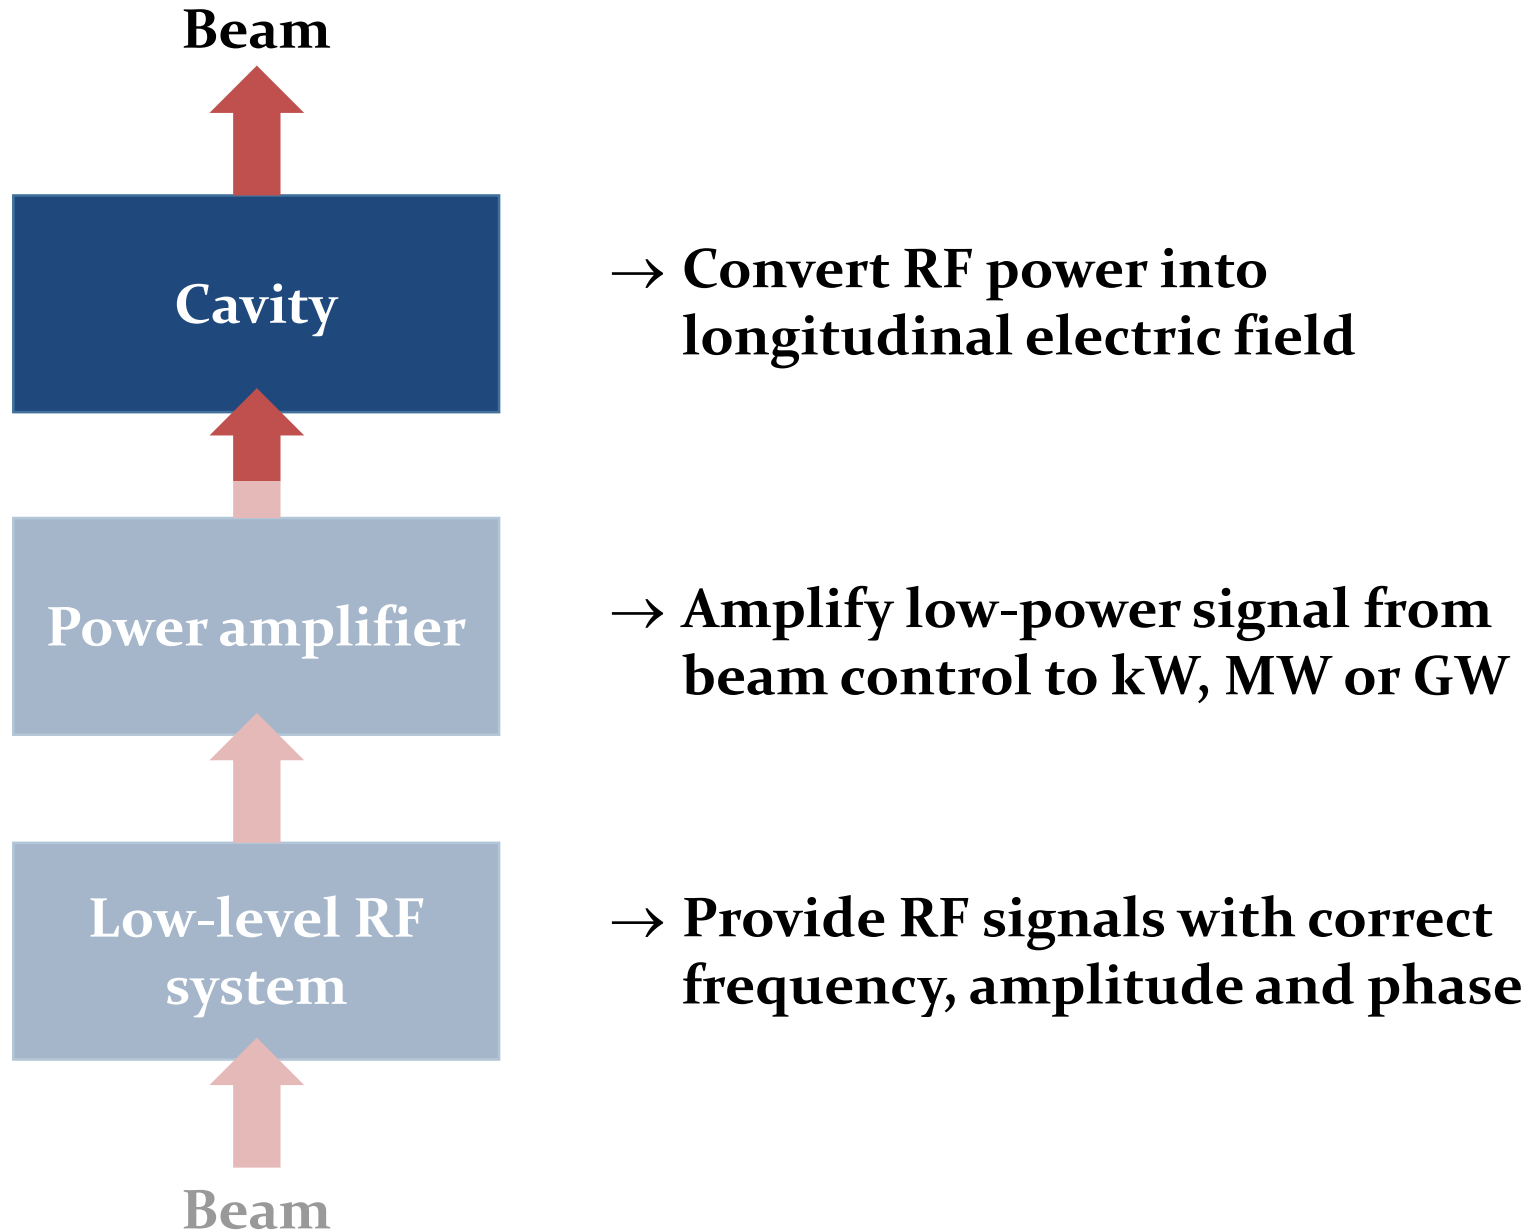 Beam
Cavity
→ Convert RF power into
longitudinal electric field
Power amplifier
→ Amplify low-power signal from
beam control to kW, MW or GW
Low-level RF
system
→ Provide RF signals with correct
frequency, amplitude and phase
Beam